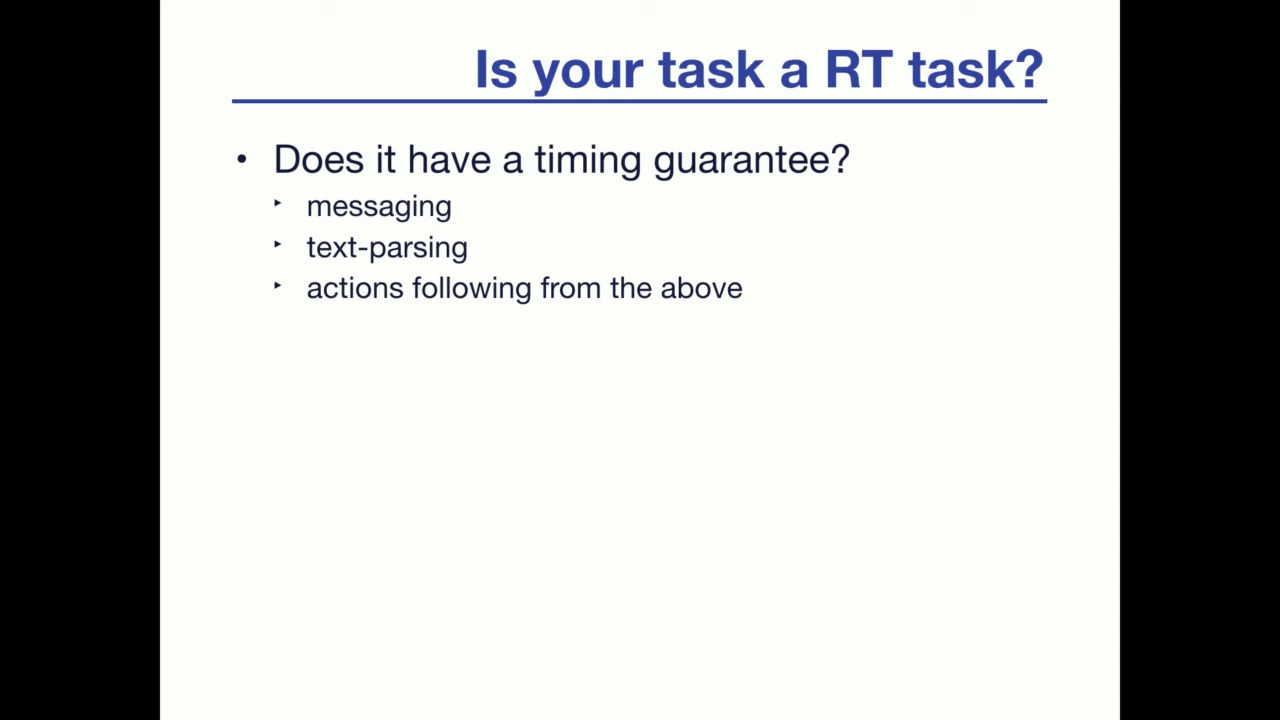 Is your task a RT task?
• Does it have a timing guarantee?
‣ messaging
‣ text-parsing
‣ actions following from the above